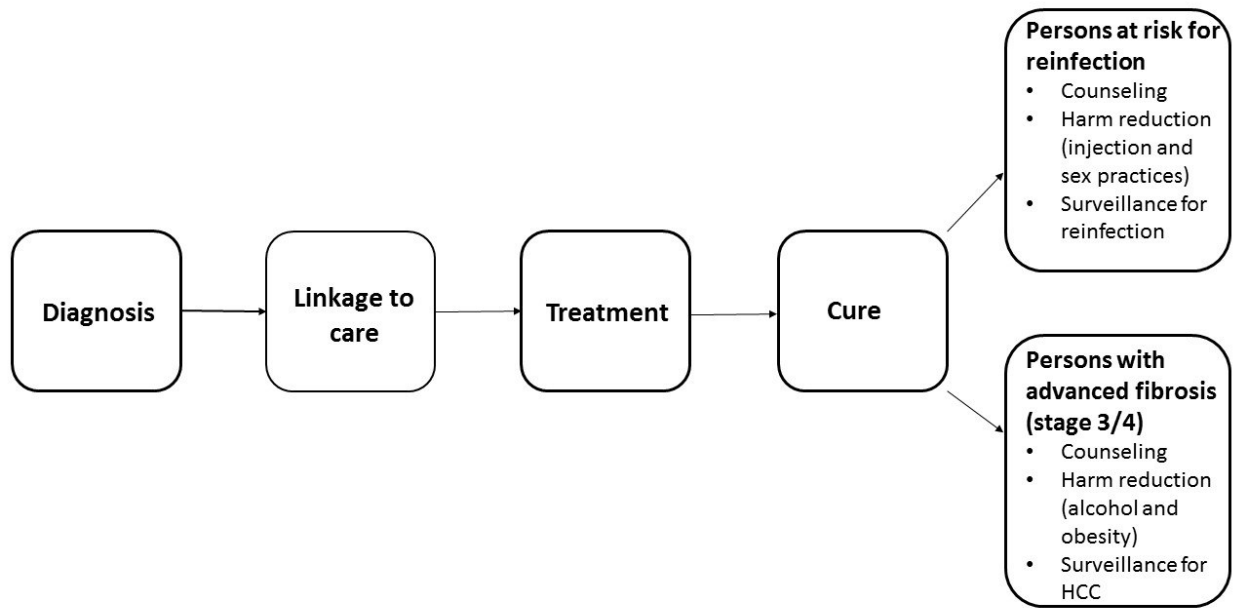 Diagnosis
Linkage to
care
Treatment
Cure
Persons at risk for
reinfection
• Counseling
• Harm reduction
(injection and
sex practices)
• Surveillance for
reinfection
Persons with
advanced fibrosis
(stage 3/4)
• Counseling
• Harm reduction
(alcohol and
obesity)
• Surveillance for
HCC